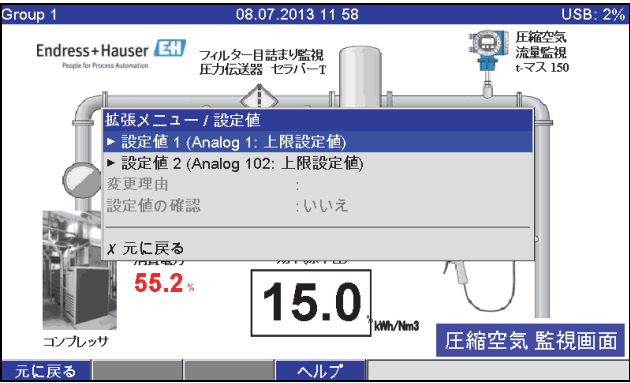 Group 1 08.07.2013 11 58 USB: 2%
Endress+Hauser EH
People for Process Automation
フィルター目詰まり監視
圧力伝送器 セラバーT
圧縮空気
流量監視
t-マス 150
拡張メニュー / 設定値
設定値 1 (Analog 1: 上限設定値)
設定値 2 (Analog 102: 上限設定値)
変更理由 :
設定値の確認 : いいえ
✗ 元に戻る
55.2 %
15.0 kWh/Nm3
コンプレッサ
圧縮空気 監視画面
元に戻る ヘルプ